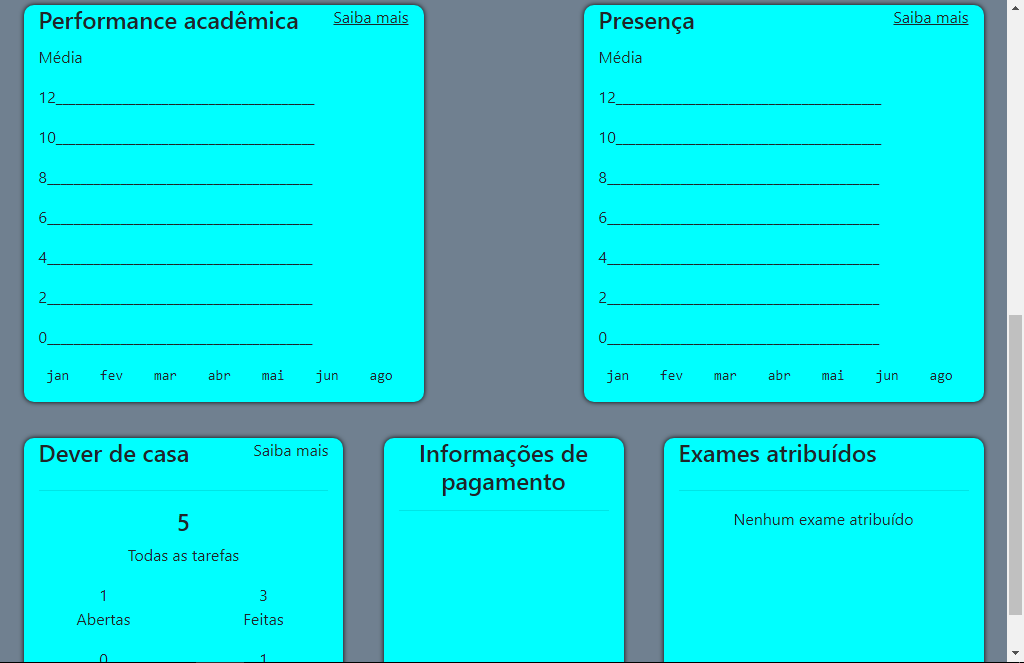 Performance acadêmica Saiba mais
Média
12
10
8
6
4
2
0
jan fev mar abr mai jun ago
Presença Saiba mais
Média
12
10
8
6
4
2
0
jan fev mar abr mai jun ago
Dever de casa Saiba mais
5
Todas as tarefas
1 3
Abertas Feitas
0 1
Informações de
pagamento
Exames atribuídos
Nenhum exame atribuído